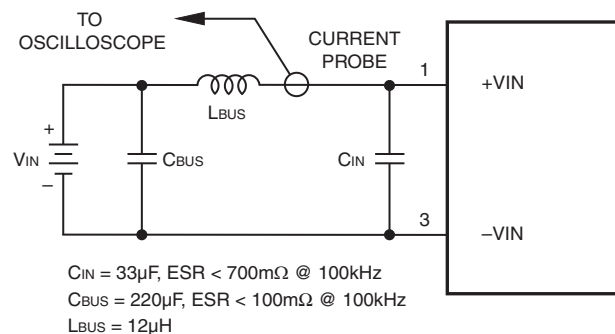 TO
OSCILLOSCOPE
CURRENT
PROBE
1
+VIN
LBUS
+
VIN
CBUS
CIN
–
3
–VIN
CIN = 33µF, ESR < 700mΩ @ 100kHz
CBUS = 220µF, ESR < 100mΩ @ 100kHz
LBUS = 12µH